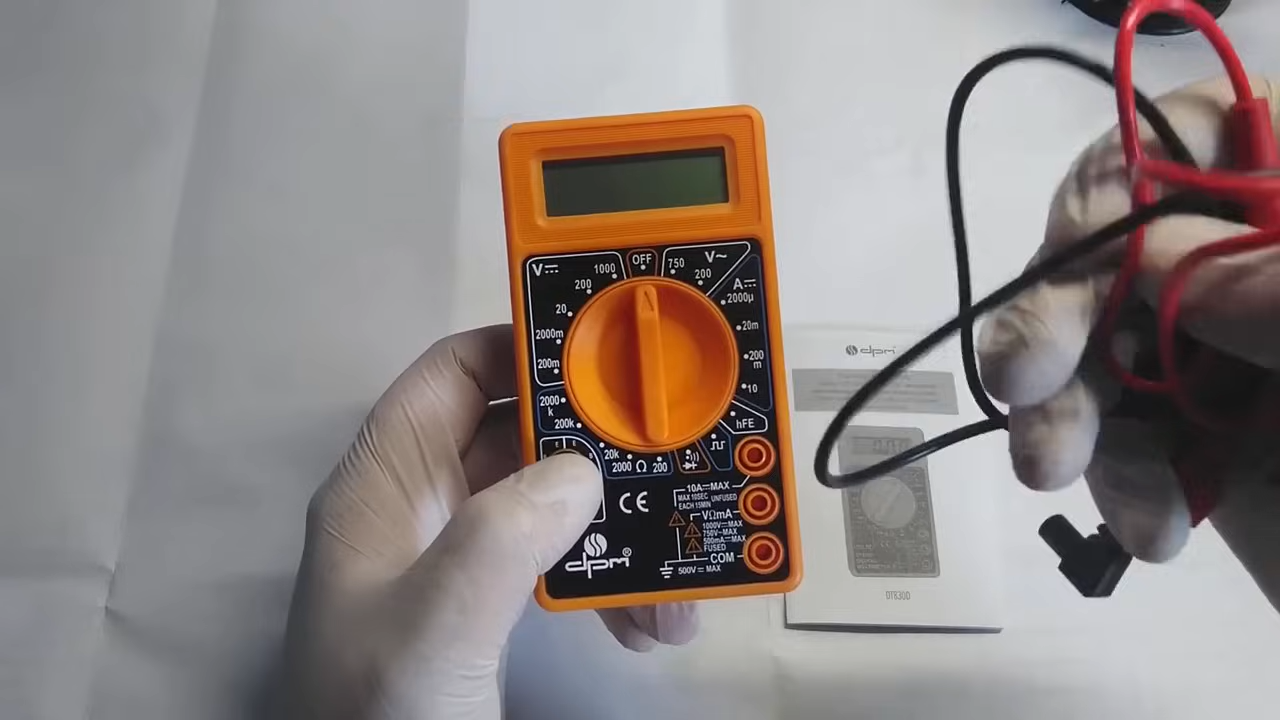 V⎓
1000
OFF
750
V~
200
200
A⎓
2000µ
20
20m
2000m
200
m
200m
10
2000
k
hFE
200k
20k
2000 Ω 200
10A⎓MAX
MAX 10SEC UNFUSED
EACH 15MIN
CE
VΩmA
1000V⎓MAX
750V~MAX
500mA⎓MAX
FUSED
COM
500V⎓ MAX
dpm®
dpm
DT830D